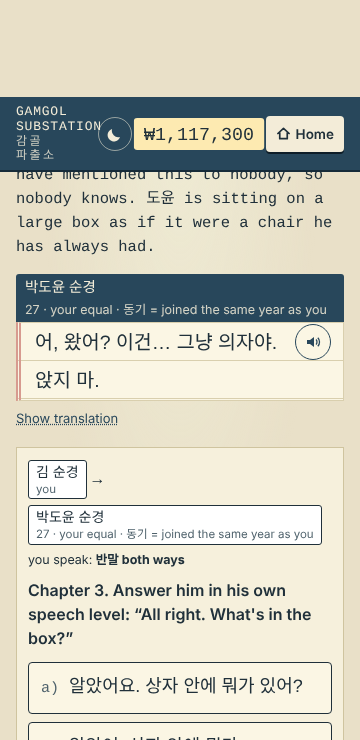 GAMGOL
SUBSTATION
감골
파출소
₩1,117,300
Home
have mentioned this to nobody, so
nobody knows. 도윤 is sitting on a
large box as if it were a chair he
has always had.
박도윤 순경
27 · your equal · 동기 = joined the same year as you
어, 왔어? 이건… 그냥 의자야.
앉지 마.
Show translation
김 순경
you
→
박도윤 순경
27 · your equal · 동기 = joined the same year as you
you speak: 반말 both ways
Chapter 3. Answer him in his own
speech level: “All right. What's in the
box?”
a) 알았어요. 상자 안에 뭐가 있어?